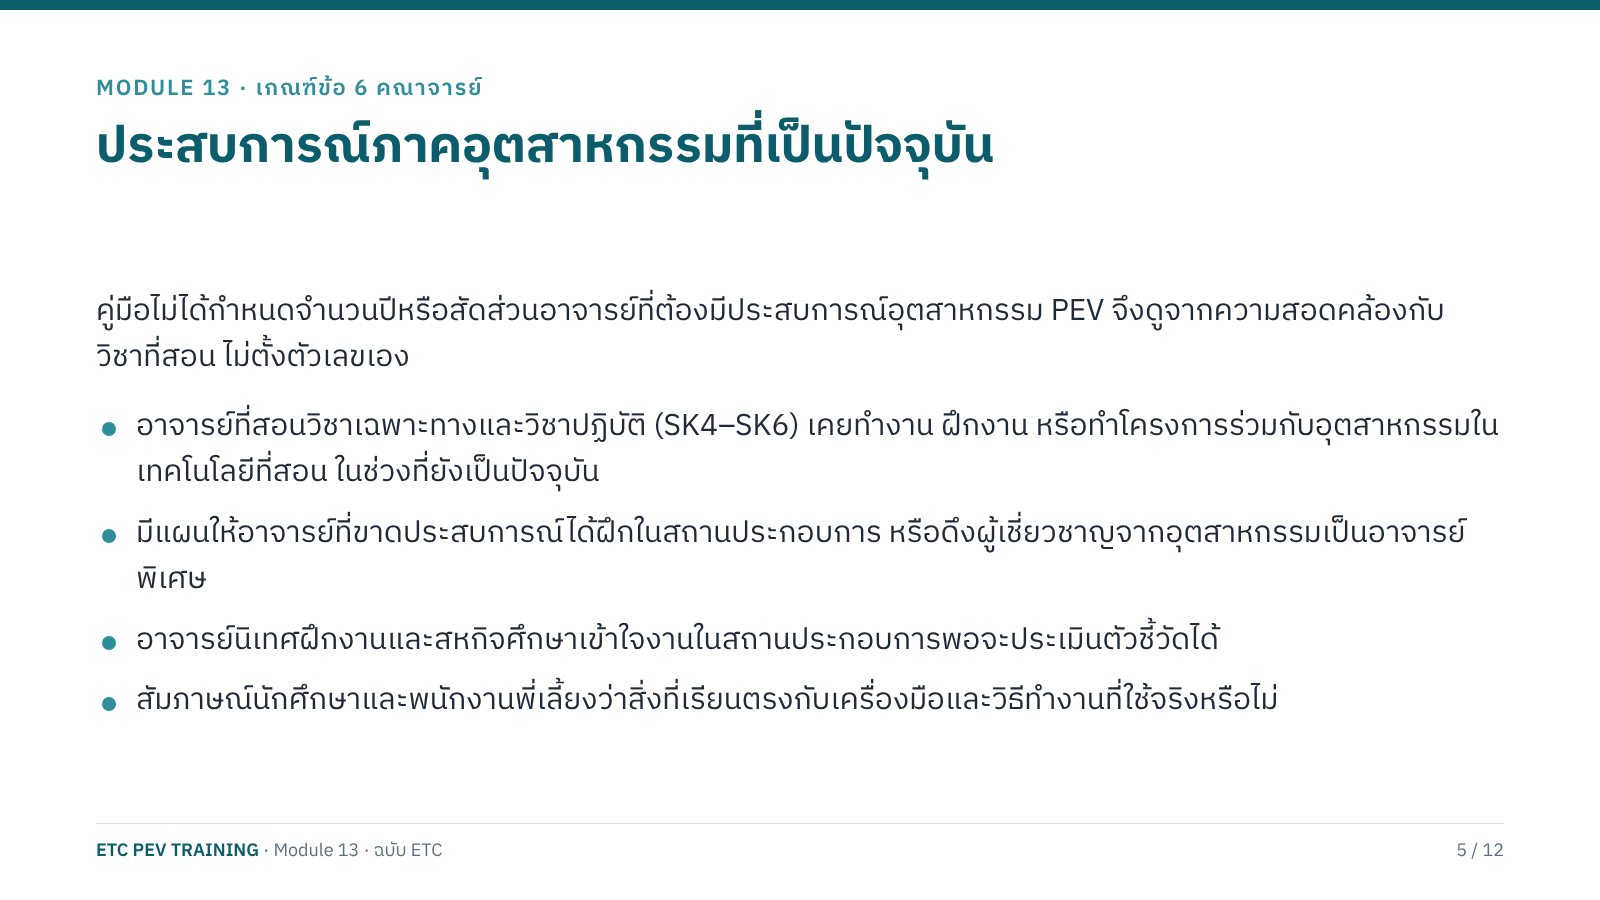 MODULE 13 · เกณฑ์ข้อ 6 คณาจารย์
ประสบการณ์ภาคอุตสาหกรรมที่เป็นปัจจุบัน
คู่มือไม่ได้กำหนดจำนวนปีหรือสัดส่วนอาจารย์ที่ต้องมีประสบการณ์อุตสาหกรรม PEV จึงดูจากความสอดคล้องกับ
วิชาที่สอน ไม่ตั้งตัวเลขเอง
● อาจารย์ที่สอนวิชาเฉพาะทางและวิชาปฏิบัติ (SK4–SK6) เคยทำงาน ฝึกงาน หรือทำโครงการร่วมกับอุตสาหกรรมใน
เทคโนโลยีที่สอน ในช่วงที่ยังเป็นปัจจุบัน
● มีแผนให้อาจารย์ที่ขาดประสบการณ์ได้ฝึกในสถานประกอบการ หรือดึงผู้เชี่ยวชาญจากอุตสาหกรรมเป็นอาจารย์
พิเศษ
● อาจารย์นิเทศฝึกงานและสหกิจศึกษาเข้าใจงานในสถานประกอบการพอจะประเมินตัวชี้วัดได้
● สัมภาษณ์นักศึกษาและพนักงานพี่เลี้ยงว่าสิ่งที่เรียนตรงกับเครื่องมือและวิธีทำงานที่ใช้จริงหรือไม่
ETC PEV TRAINING · Module 13 · ฉบับ ETC
5 / 12